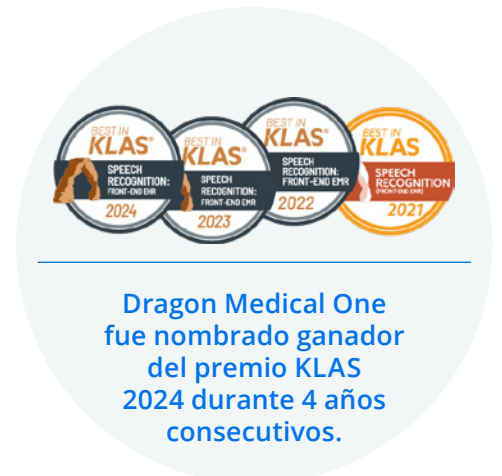 BEST IN
KLAS®
SPEECH
RECOGNITION:
FRONT-END EHR
2024
BEST IN
KLAS®
SPEECH
RECOGNITION:
FRONT-END EMR
2023
BEST IN
KLAS®
SPEECH
RECOGNITION:
FRONT-END EMR
2022
BEST IN
KLAS
SPEECH
RECOGNITION
(FRONT-END EMR)
2021
Dragon Medical One
fue nombrado ganador
del premio KLAS
2024 durante 4 años
consecutivos.